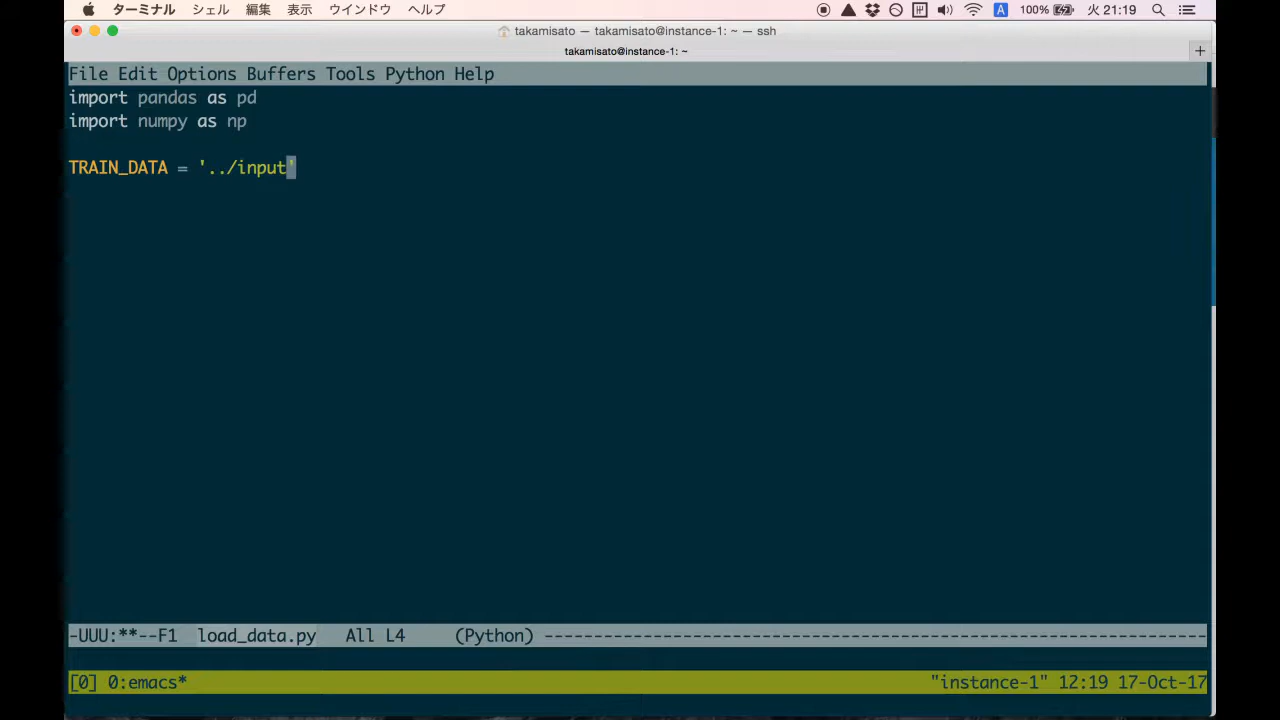 ターミナル シェル 編集 表示 ウインドウ ヘルプ A 100% 火 21:19
takamisato — takamisato@instance-1: ~ — ssh
takamisato@instance-1: ~ +
File Edit Options Buffers Tools Python Help
import pandas as pd
import numpy as np
TRAIN_DATA = '../input'
-UUU:**--F1 load_data.py All L4 (Python) -------------------------------------------------------------------
[0] 0:emacs* "instance-1" 12:19 17-Oct-17